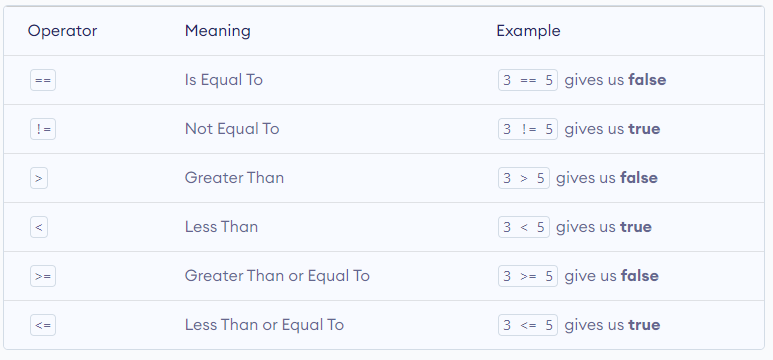 Operator Meaning Example
== Is Equal To 3 == 5 gives us false
!= Not Equal To 3 != 5 gives us true
> Greater Than 3 > 5 gives us false
< Less Than 3 < 5 gives us true
>= Greater Than or Equal To 3 >= 5 give us false
<= Less Than or Equal To 3 <= 5 gives us true